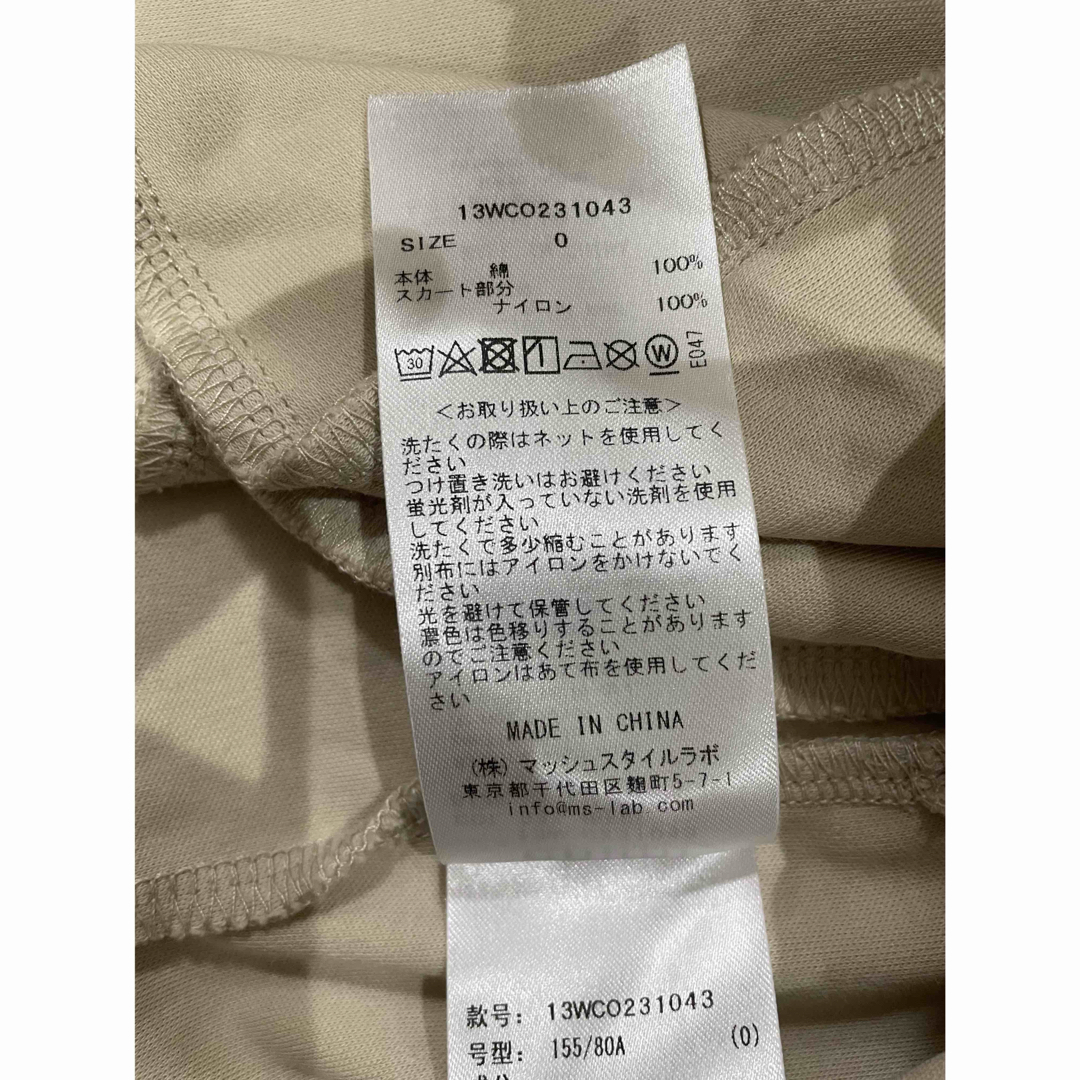 13WCO231043
SIZE 0
本体 綿 100%
スカート部分
ナイロン 100%
30
W
E047
<お取り扱い上のご注意>
洗たくの際はネットを使用してく
ださい
つけ置き洗いはお避けください
蛍光剤が入っていない洗剤を使用
してください
洗たくで多少縮むことがあります
別布にはアイロンをかけないでく
ださい
光を避けて保管してください
濃色は色移りすることがあります
のでご注意ください
アイロンはあて布を使用してくだ
さい
MADE IN CHINA
(株) マッシュスタイルラボ
東京都千代田区麹町5-7-1
info@ms-lab.com
款号: 13WCO231043
号型: 155/80A (0)